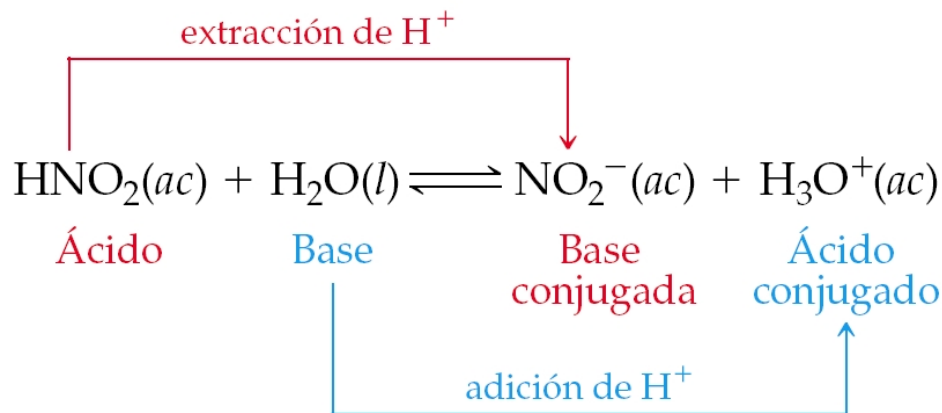 extracción de H⁺
HNO₂(ac) + H₂O(l) ⇌ NO₂⁻(ac) + H₃O⁺(ac)
Ácido Base Base conjugada Ácido conjugado
adición de H⁺